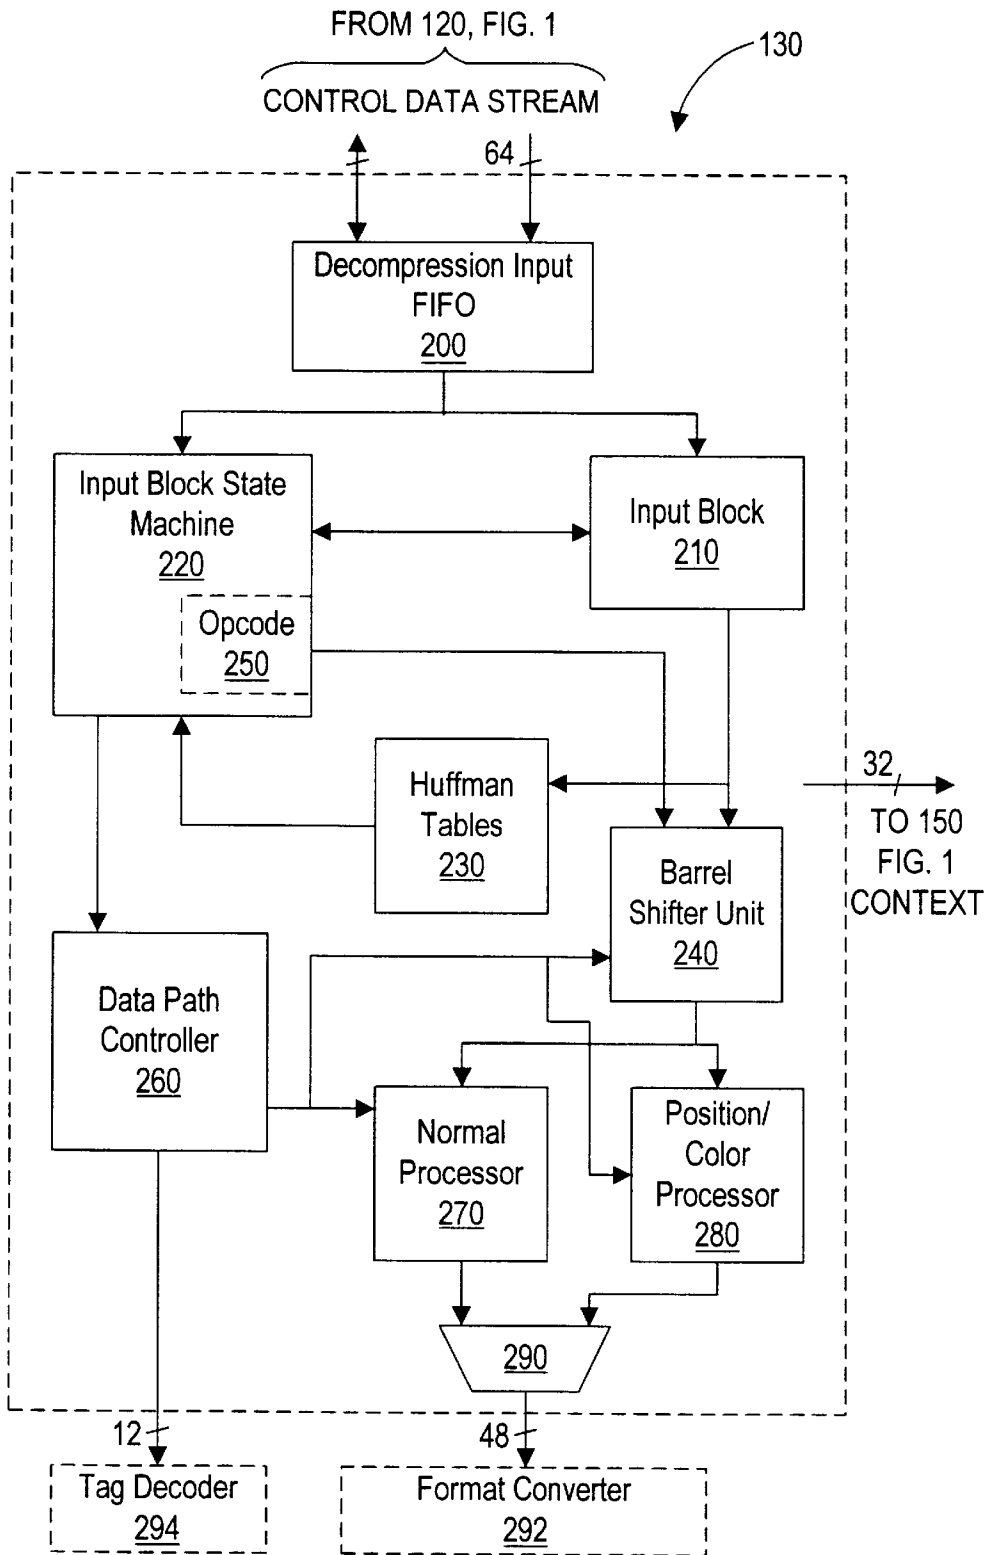 FROM 120, FIG. 1
130
CONTROL DATA STREAM
64
Decompression Input
FIFO
200
Input Block State
Machine
220
Opcode
250
Input Block
210
Huffman
Tables
230
32
TO 150
FIG. 1
CONTEXT
Barrel
Shifter Unit
240
Data Path
Controller
260
Normal
Processor
270
Position/
Color
Processor
280
290
12
48
Tag Decoder
294
Format Converter
292